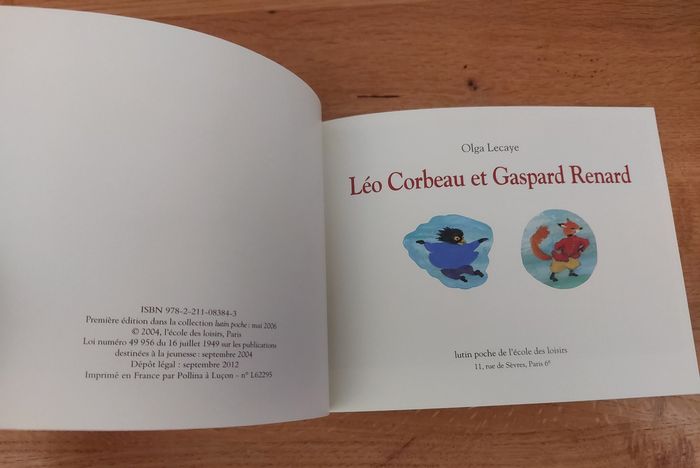 ISBN 978-2-211-08384-3
Première édition dans la collection lutin poche : mai 2006
© 2004, l'école des loisirs, Paris
Loi numéro 49 956 du 16 juillet 1949 sur les publications
destinées à la jeunesse : septembre 2004
Dépôt légal : septembre 2012
Imprimé en France par Pollina à Luçon - n° L62295
Olga Lecaye
Léo Corbeau et Gaspard Renard
lutin poche de l'école des loisirs
11, rue de Sèvres, Paris 6e